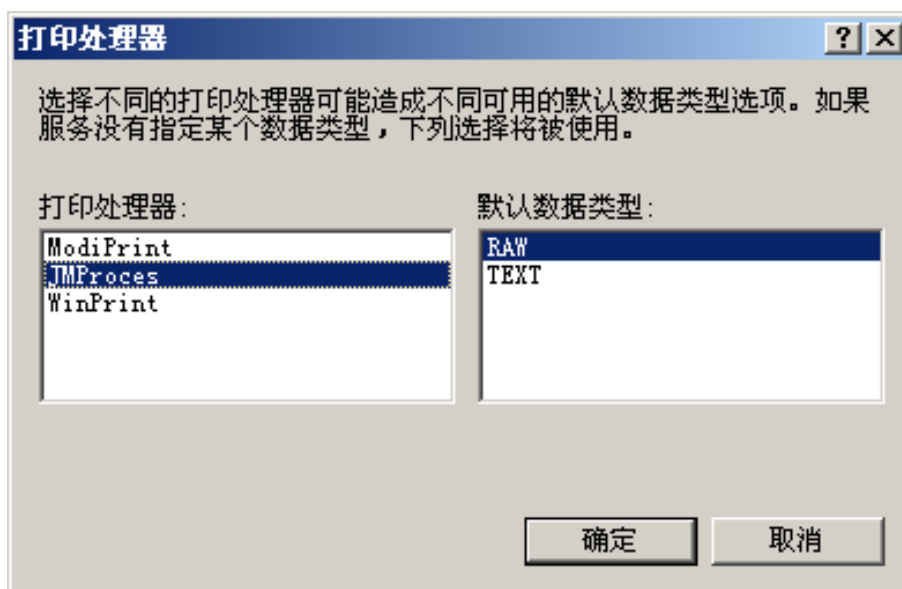 打印处理器
选择不同的打印处理器可能造成不同可用的默认数据类型选项。如果
服务没有指定某个数据类型，下列选择将被使用。
打印处理器:
默认数据类型:
ModiPrint
JMProces
WinPrint
RAW
TEXT
确定
取消